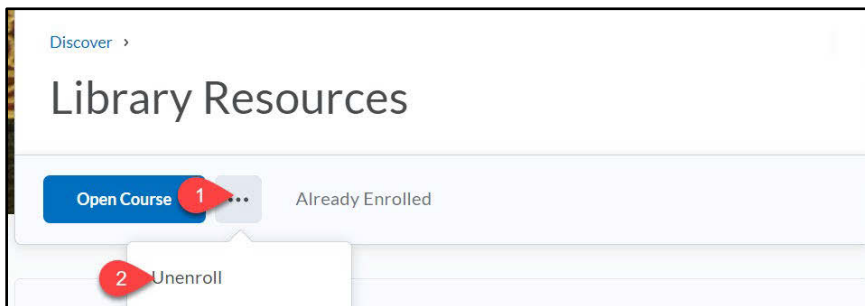 Discover ›
Library Resources
Open Course 1 ... Already Enrolled
2 Unenroll